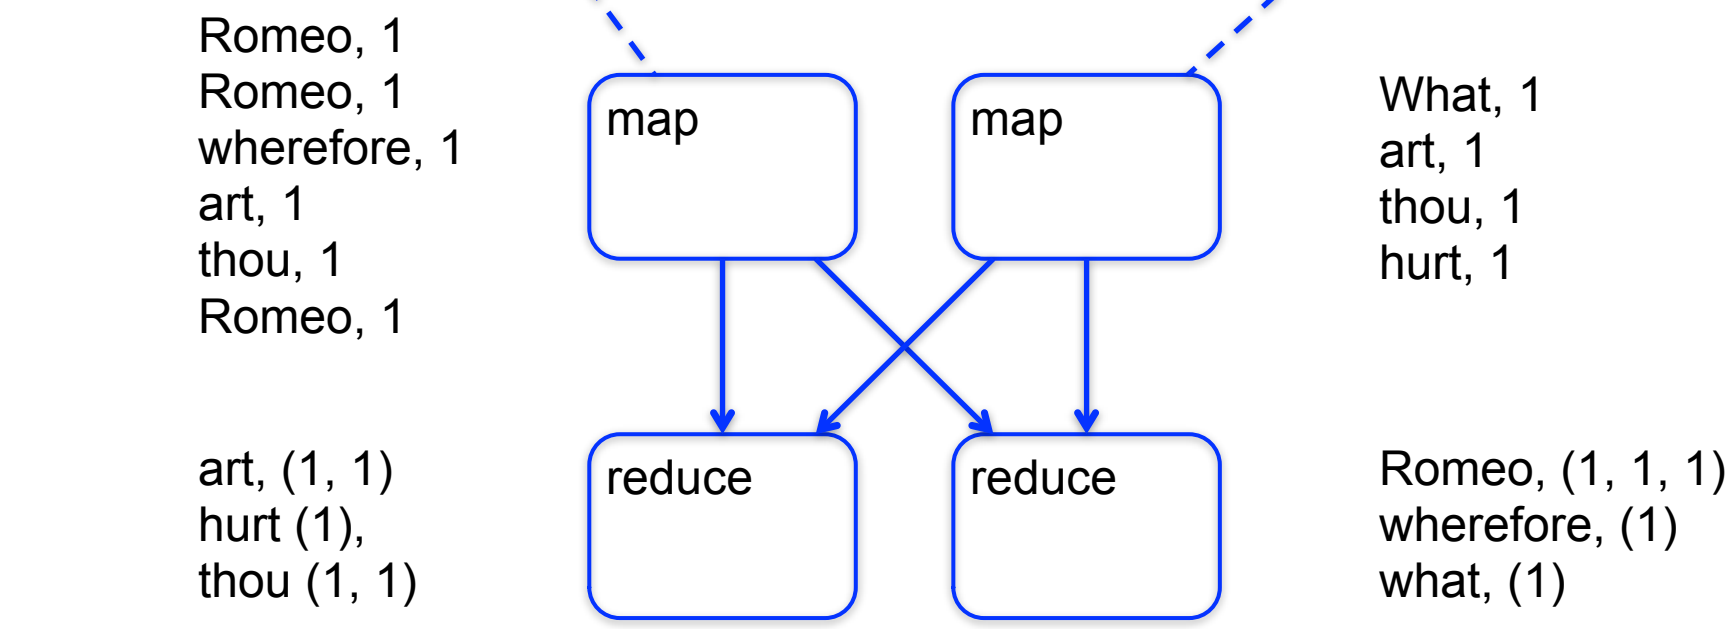 Romeo, 1
Romeo, 1
wherefore, 1
art, 1
thou, 1
Romeo, 1
map
map
What, 1
art, 1
thou, 1
hurt, 1
art, (1, 1)
hurt (1),
thou (1, 1)
reduce
reduce
Romeo, (1, 1, 1)
wherefore, (1)
what, (1)